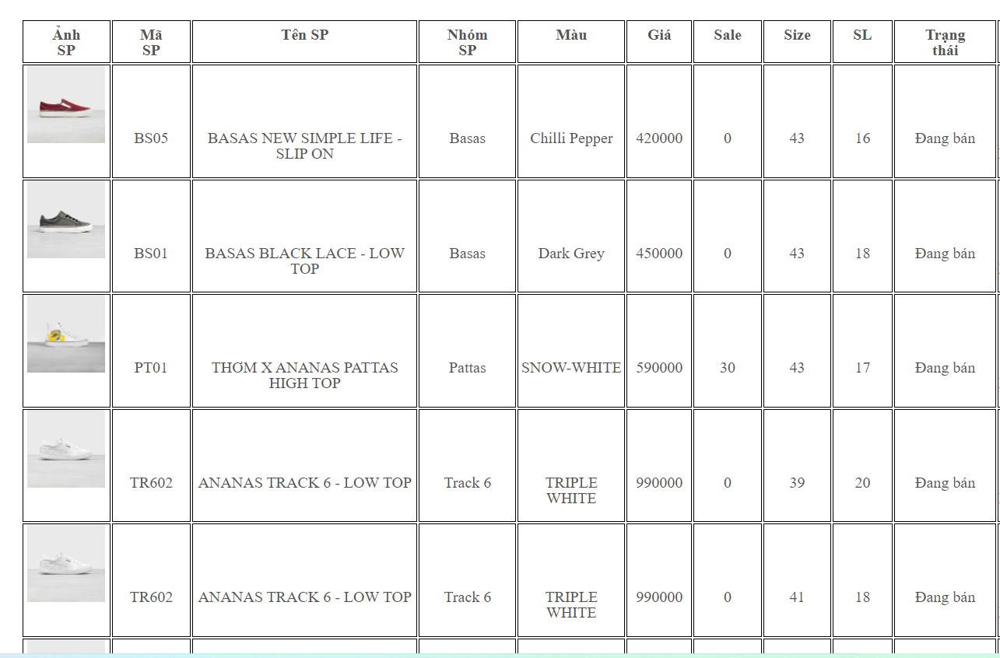 Ảnh SP Mã SP Tên SP Nhóm SP Màu Giá Sale Size SL Trạng thái
BS05 BASAS NEW SIMPLE LIFE - SLIP ON Basas Chilli Pepper 420000 0 43 16 Đang bán
BS01 BASAS BLACK LACE - LOW TOP Basas Dark Grey 450000 0 43 18 Đang bán
PT01 THƠM X ANANAS PATTAS HIGH TOP Pattas SNOW-WHITE 590000 30 43 17 Đang bán
TR602 ANANAS TRACK 6 - LOW TOP Track 6 TRIPLE WHITE 990000 0 39 20 Đang bán
TR602 ANANAS TRACK 6 - LOW TOP Track 6 TRIPLE WHITE 990000 0 41 18 Đang bán